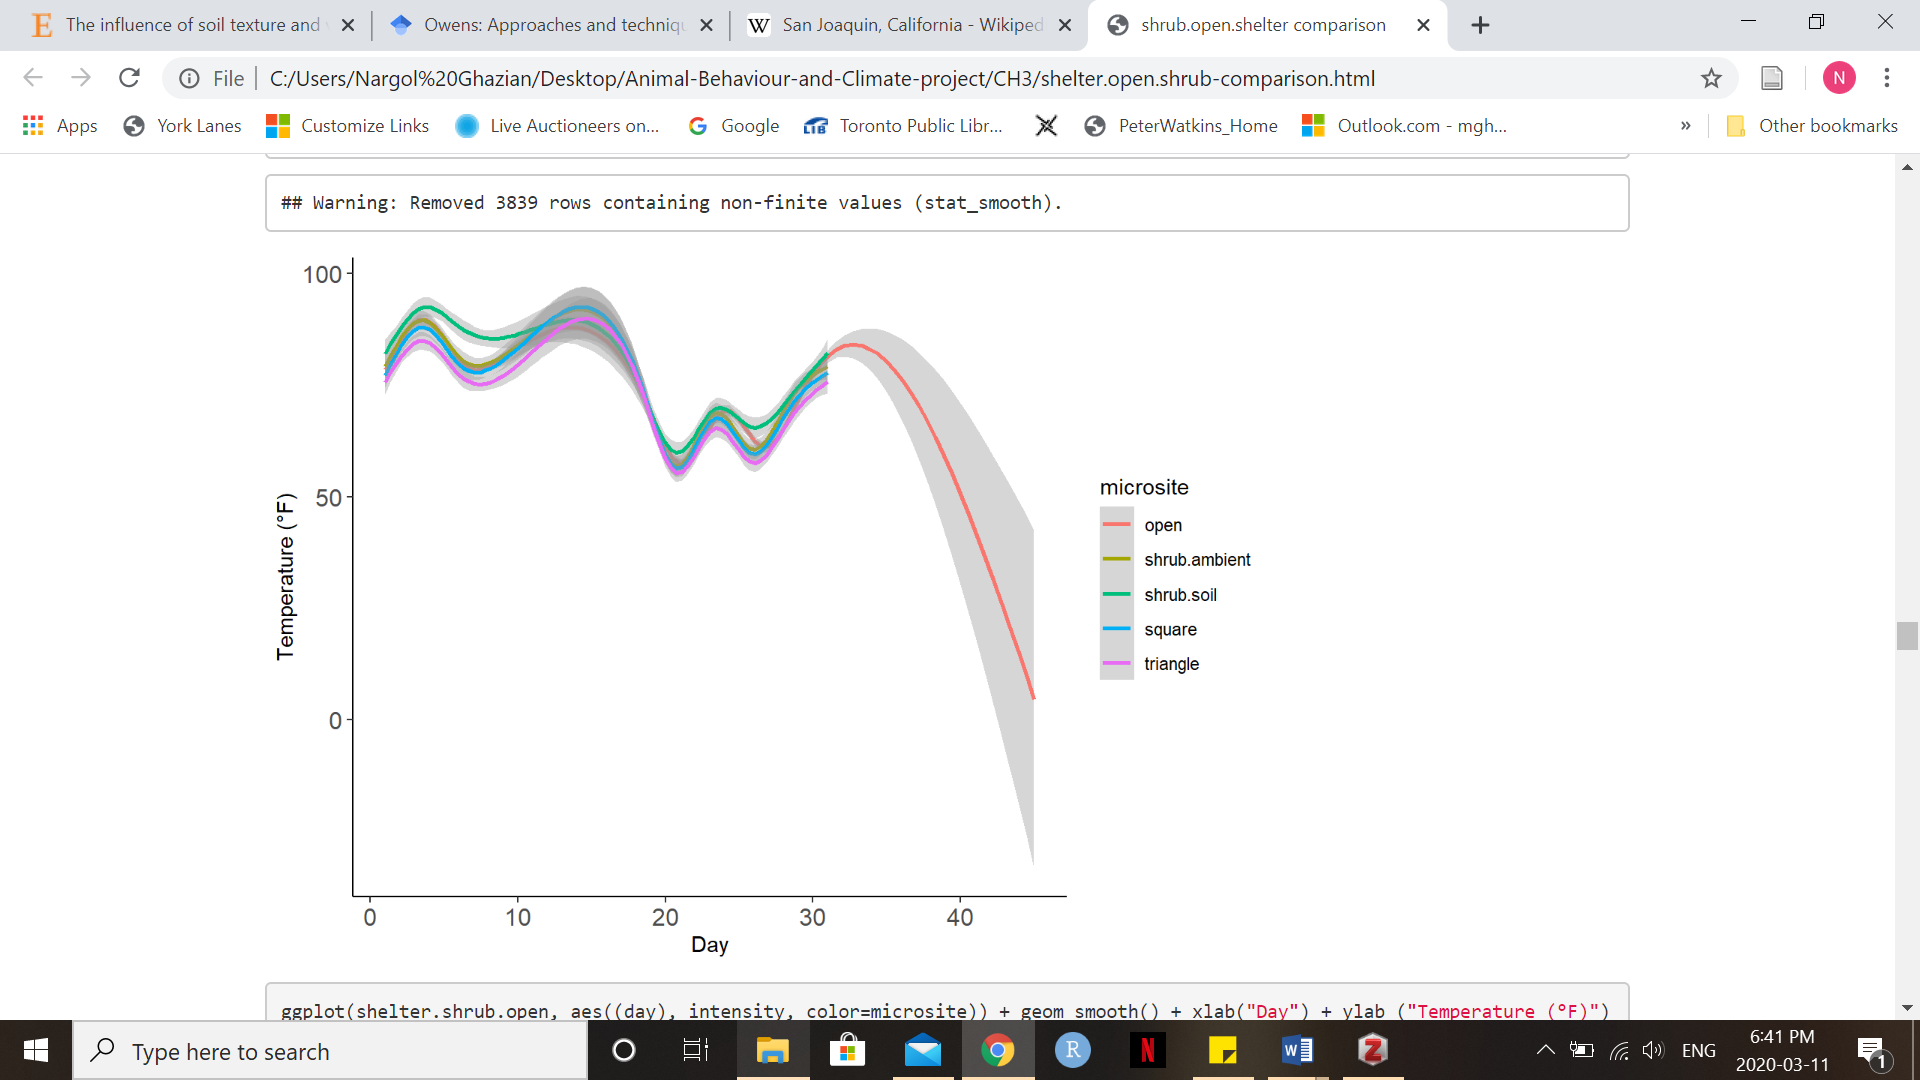 The influence of soil texture and
Owens: Approaches and techniqu
W San Joaquin, California - Wikiped
shrub.open.shelter comparison
File C:/Users/Nargol%20Ghazian/Desktop/Animal-Behaviour-and-Climate-project/CH3/shelter.open.shrub-comparison.html
N
Apps York Lanes Customize Links Live Auctioneers on... Google Toronto Public Libr... PeterWatkins_Home Outlook.com - mgh... » Other bookmarks
## Warning: Removed 3839 rows containing non-finite values (stat_smooth).
100
50
0
Temperature (°F)
0 10 20 30 40
Day
microsite
open
shrub.ambient
shrub.soil
square
triangle
ggplot(shelter.shrub.open, aes((day), intensity, color=microsite)) + geom_smooth() + xlab("Day") + ylab ("Temperature (°F)")
Type here to search
ENG
6:41 PM
2020-03-11
1